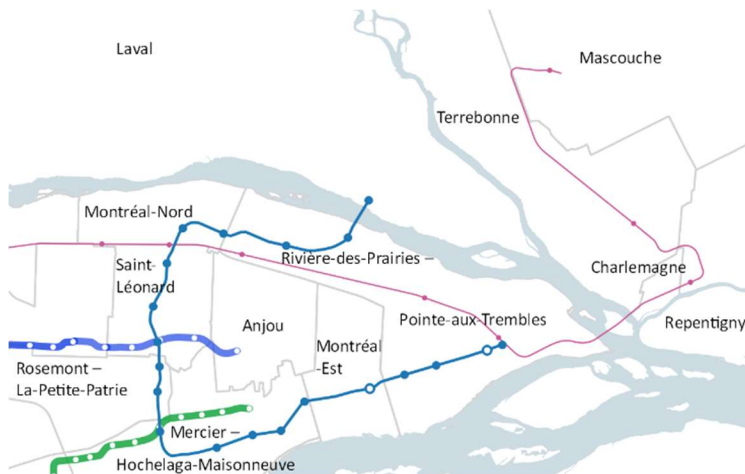 Laval
Mascouche
Terrebonne
Montréal-Nord
Rivière-des-Prairies –
Saint-
Léonard
Charlemagne
Pointe-aux-Trembles
Anjou
Repentigny
Montréal
-Est
Rosemont –
La-Petite-Patrie
Mercier –
Hochelaga-Maisonneuve